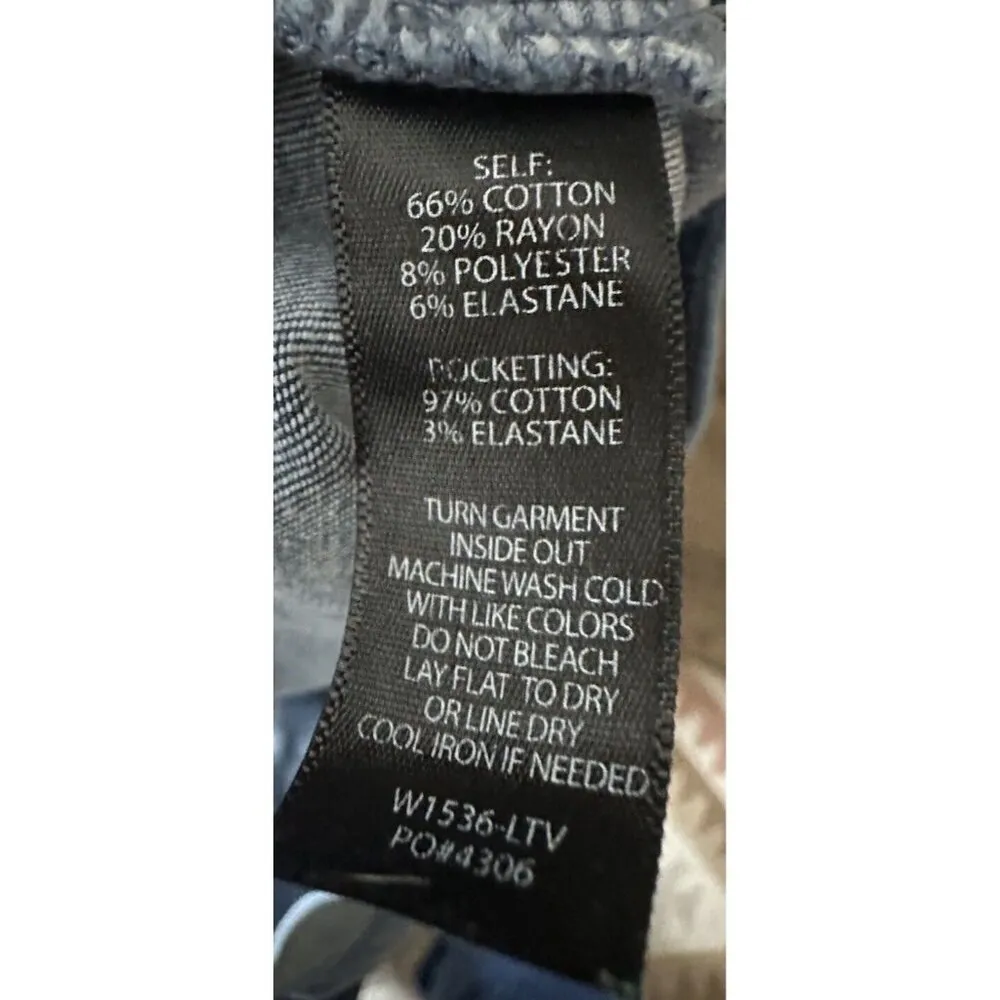 SELF:
66% COTTON
20% RAYON
8% POLYESTER
6% ELASTANE
POCKETING:
97% COTTON
3% ELASTANE
TURN GARMENT
INSIDE OUT
MACHINE WASH COLD
WITH LIKE COLORS
DO NOT BLEACH
LAY FLAT TO DRY
OR LINE DRY
COOL IRON IF NEEDED
W1536-LTV
PO#4306